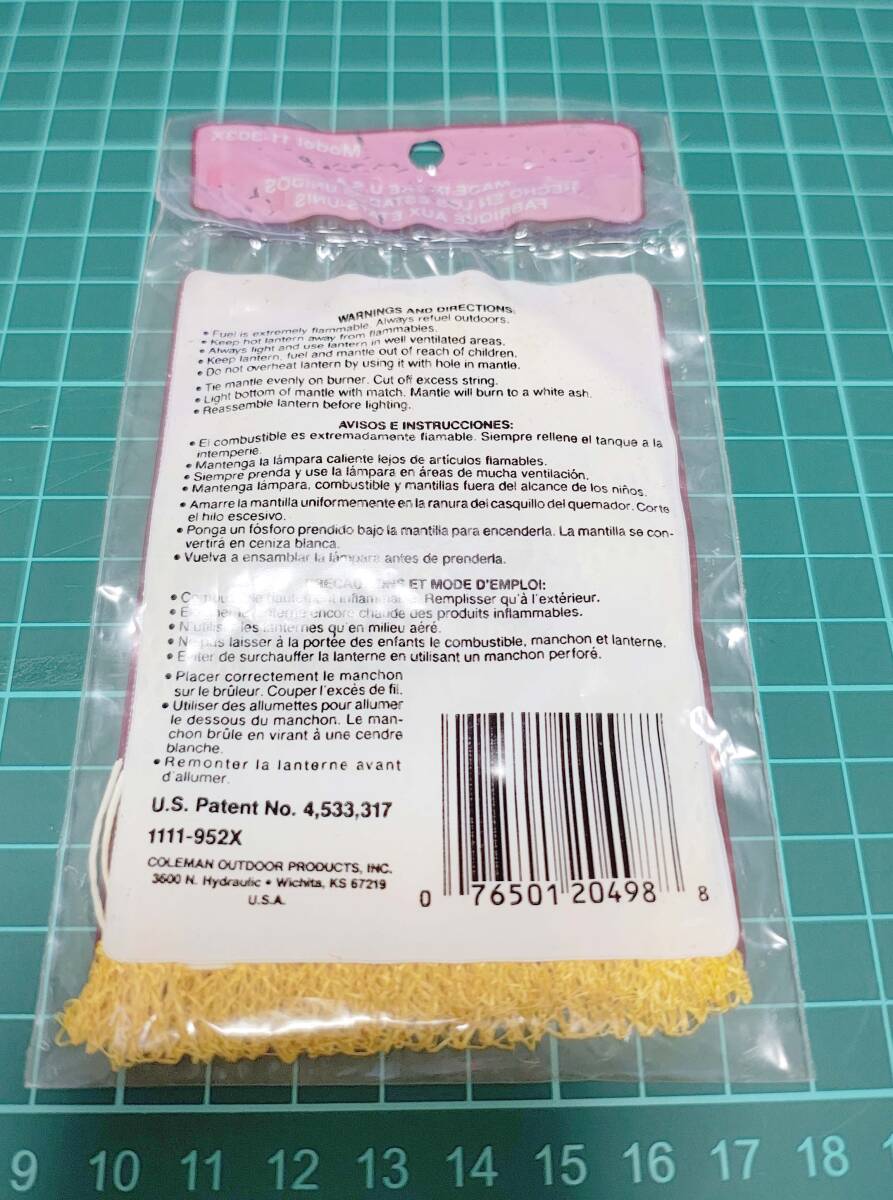 Model 11-303X
MADE IN THE U.S.
HECHO EN LOS ESTADOS UNIDOS
FABRIQUÉ AUX ETATS-UNIS
WARNINGS AND DIRECTIONS
• Fuel is extremely flammable. Always refuel outdoors.
• Keep hot lantern away from flammables.
• Always light and use lantern in well ventilated areas.
• Keep lantern, fuel and mantle out of reach of children.
• Do not overheat lantern by using it with hole in mantle.
• Tie mantle evenly on burner. Cut off excess string.
• Light bottom of mantle with match. Mantle will burn to a white ash.
• Reassemble lantern before lighting.
AVISOS E INSTRUCCIONES:
• El combustible es extremadamente flamable. Siempre rellene el tanque a la
intemperie.
• Mantenga la lámpara caliente lejos de artículos flamables.
• Siempre prenda y use la lámpara en áreas de mucha ventilación.
• Mantenga lámpara, combustible y mantillas fuera del alcance de los niños.
• Amarre la mantilla uniformemente en la ranura del casquillo del quemador. Corte
el hilo escesivo.
• Ponga un fósforo prendido bajo la mantilla para encenderla. La mantilla se con-
vertirá en ceniza blanca.
• Vuelva a ensamblar la lámpara antes de prenderla.
ET MODE D'EMPLOI:
• Remplisser qu'à l'extérieur.
• encore chaude des produits inflammables.
• N'utiliser les lanternes qu'en milieu aéré.
• Ne pas laisser à la portée des enfants le combustible, manchon et lanterne.
• Eviter de surchauffer la lanterne en utilisant un manchon perforé.
• Placer correctement le manchon
sur le brûleur. Couper l'excès de fil.
• Utiliser des allumettes pour allumer
le dessous du manchon. Le man-
chon brûle en virant à une cendre
blanche.
• Remonter la lanterne avant
d'allumer.
U.S. Patent No. 4,533,317
1111-952X
COLEMAN OUTDOOR PRODUCTS, INC.
3600 N. Hydraulic • Wichita, KS 67219
U.S.A.
0 76501 20498 8
9 10 11 12 13 14 15 16 17 18